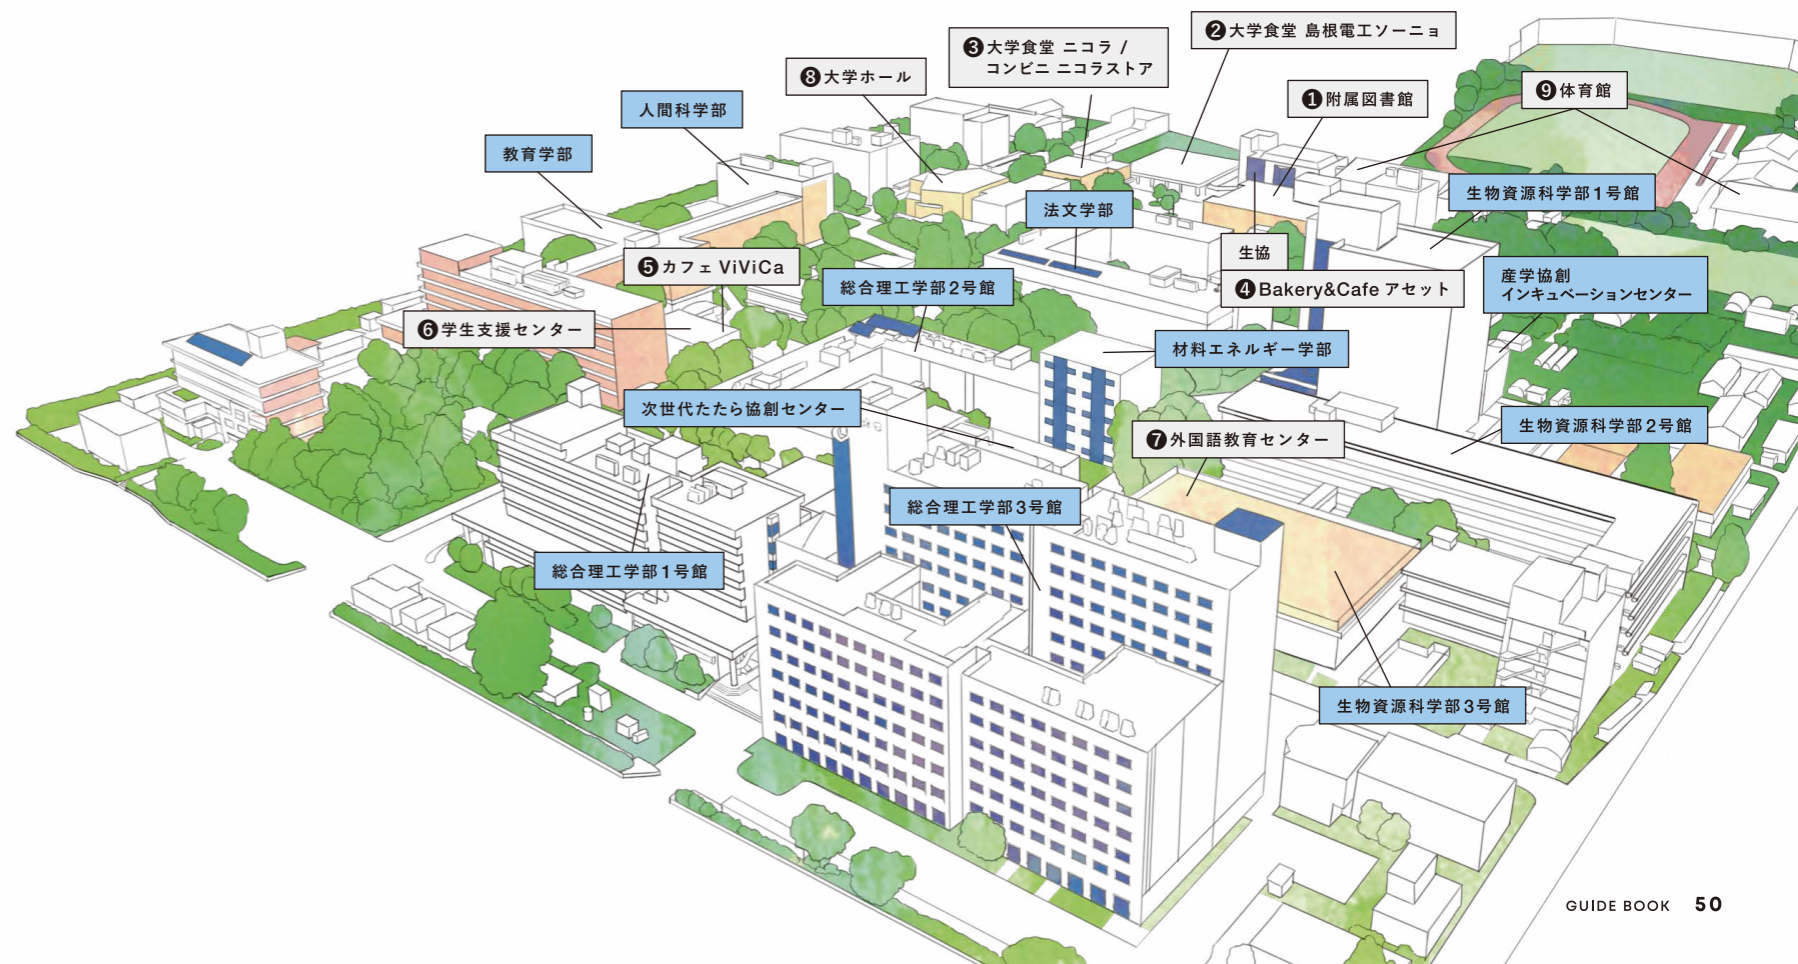 ❷大学食堂 島根電工ソーニョ
❸大学食堂 ニコラ /
コンビニ ニコラストア
❽大学ホール
❶附属図書館
❾体育館
人間科学部
教育学部
法文学部
生物資源科学部1号館
生協
❹Bakery&Cafe アセット
❺カフェ ViViCa
総合理工学部2号館
産学協創
インキュベーションセンター
❻学生支援センター
材料エネルギー学部
次世代たたら協創センター
生物資源科学部2号館
❼外国語教育センター
総合理工学部3号館
総合理工学部1号館
生物資源科学部3号館
GUIDE BOOK 50